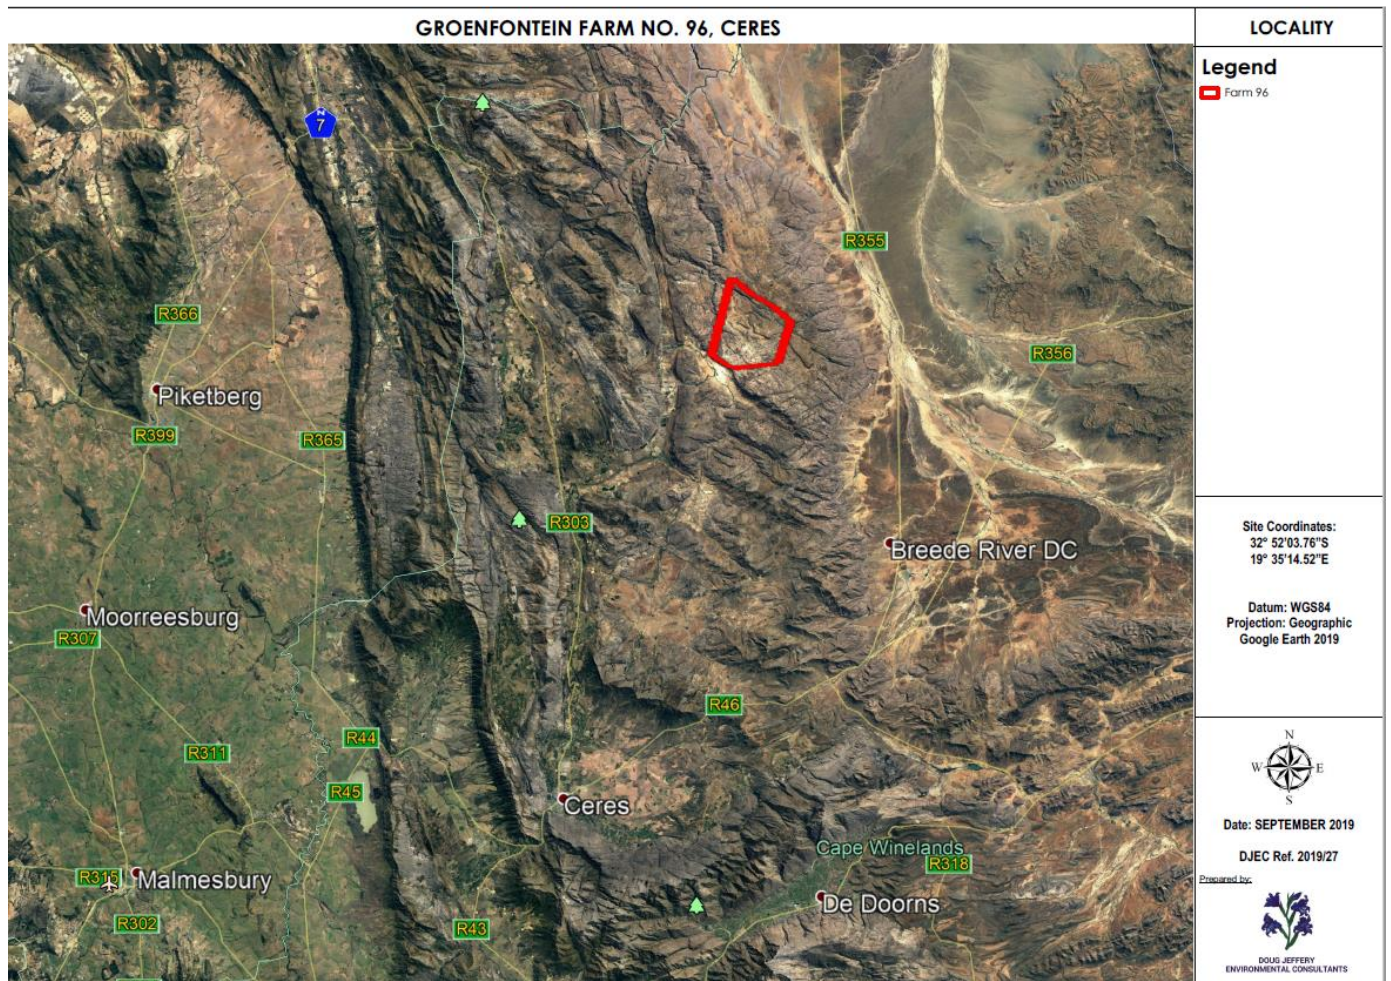 GROENFONTEIN FARM NO. 96, CERES
LOCALITY
Legend
Farm 96
N
7
R355
R366
R356
Piketberg
R399
R365
R303
Breede River DC
Moorreesburg
R307
R46
R311
R44
R45
Ceres
Cape Winelands
R318
R315
Malmesbury
De Doorns
R302
R43
Site Coordinates:
32° 52'03.76"S
19° 35'14.52"E
Datum: WGS84
Projection: Geographic
Google Earth 2019
N
W E
S
Date: SEPTEMBER 2019
DJEC Ref. 2019/27
Prepared by:
DOUG JEFFERY
ENVIRONMENTAL CONSULTANTS